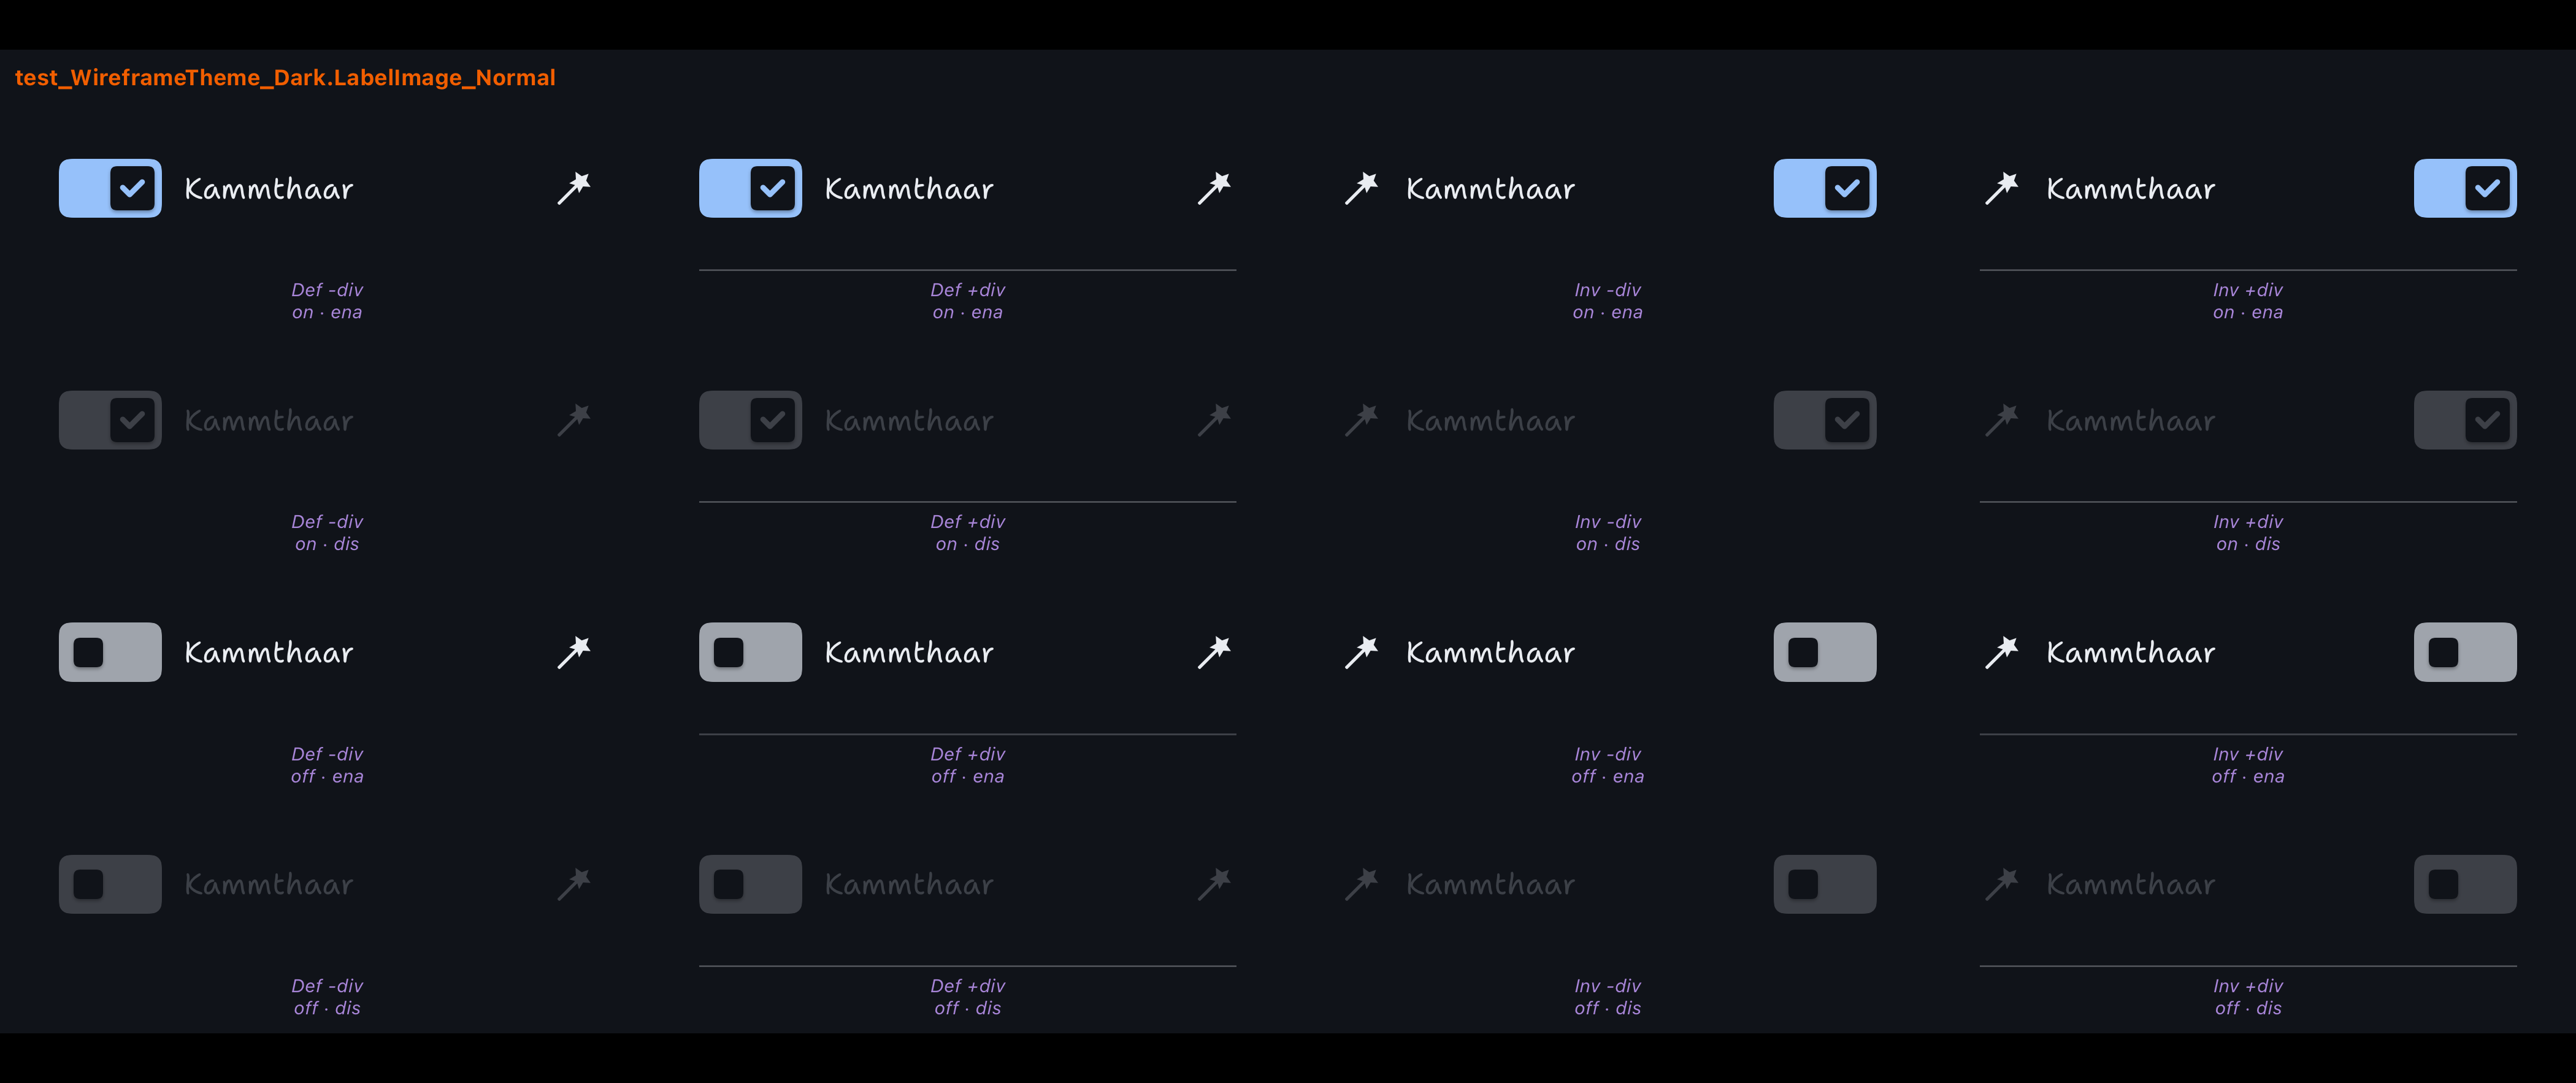 test_WireframeTheme_Dark.LabelImage_Normal
Kammthaar
Kammthaar
Kammthaar
Kammthaar
Def -div
on · ena
Def +div
on · ena
Inv -div
on · ena
Inv +div
on · ena
Kammthaar
Kammthaar
Kammthaar
Kammthaar
Def -div
on · dis
Def +div
on · dis
Inv -div
on · dis
Inv +div
on · dis
Kammthaar
Kammthaar
Kammthaar
Kammthaar
Def -div
off · ena
Def +div
off · ena
Inv -div
off · ena
Inv +div
off · ena
Kammthaar
Kammthaar
Kammthaar
Kammthaar
Def -div
off · dis
Def +div
off · dis
Inv -div
off · dis
Inv +div
off · dis